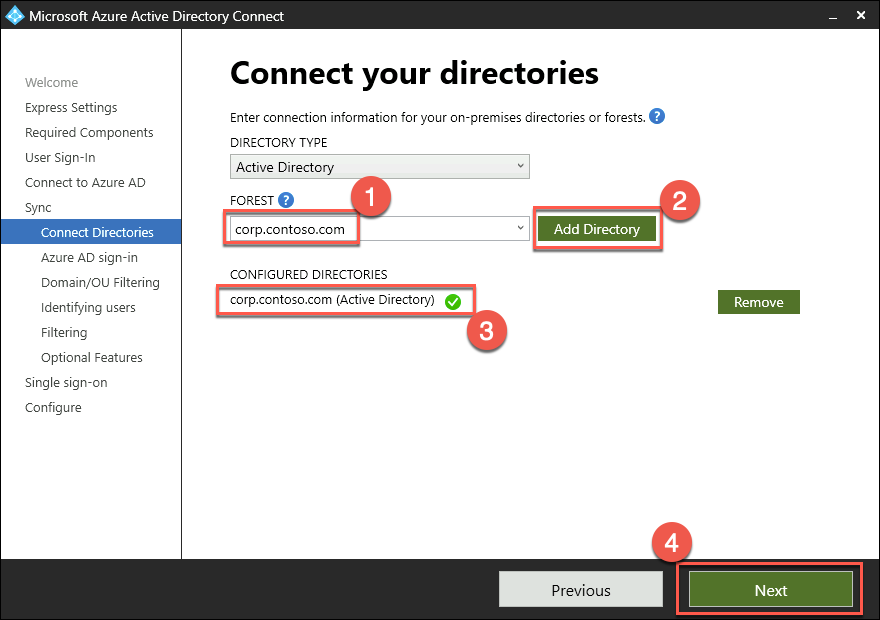 Microsoft Azure Active Directory Connect
Welcome
Express Settings
Required Components
User Sign-In
Connect to Azure AD
Sync
Connect Directories
Azure AD sign-in
Domain/OU Filtering
Identifying users
Filtering
Optional Features
Single sign-on
Configure
Connect your directories
Enter connection information for your on-premises directories or forests. ?
DIRECTORY TYPE
Active Directory
FOREST ? 1
corp.contoso.com
Add Directory 2
CONFIGURED DIRECTORIES
corp.contoso.com (Active Directory)
Remove
3
4
Previous
Next